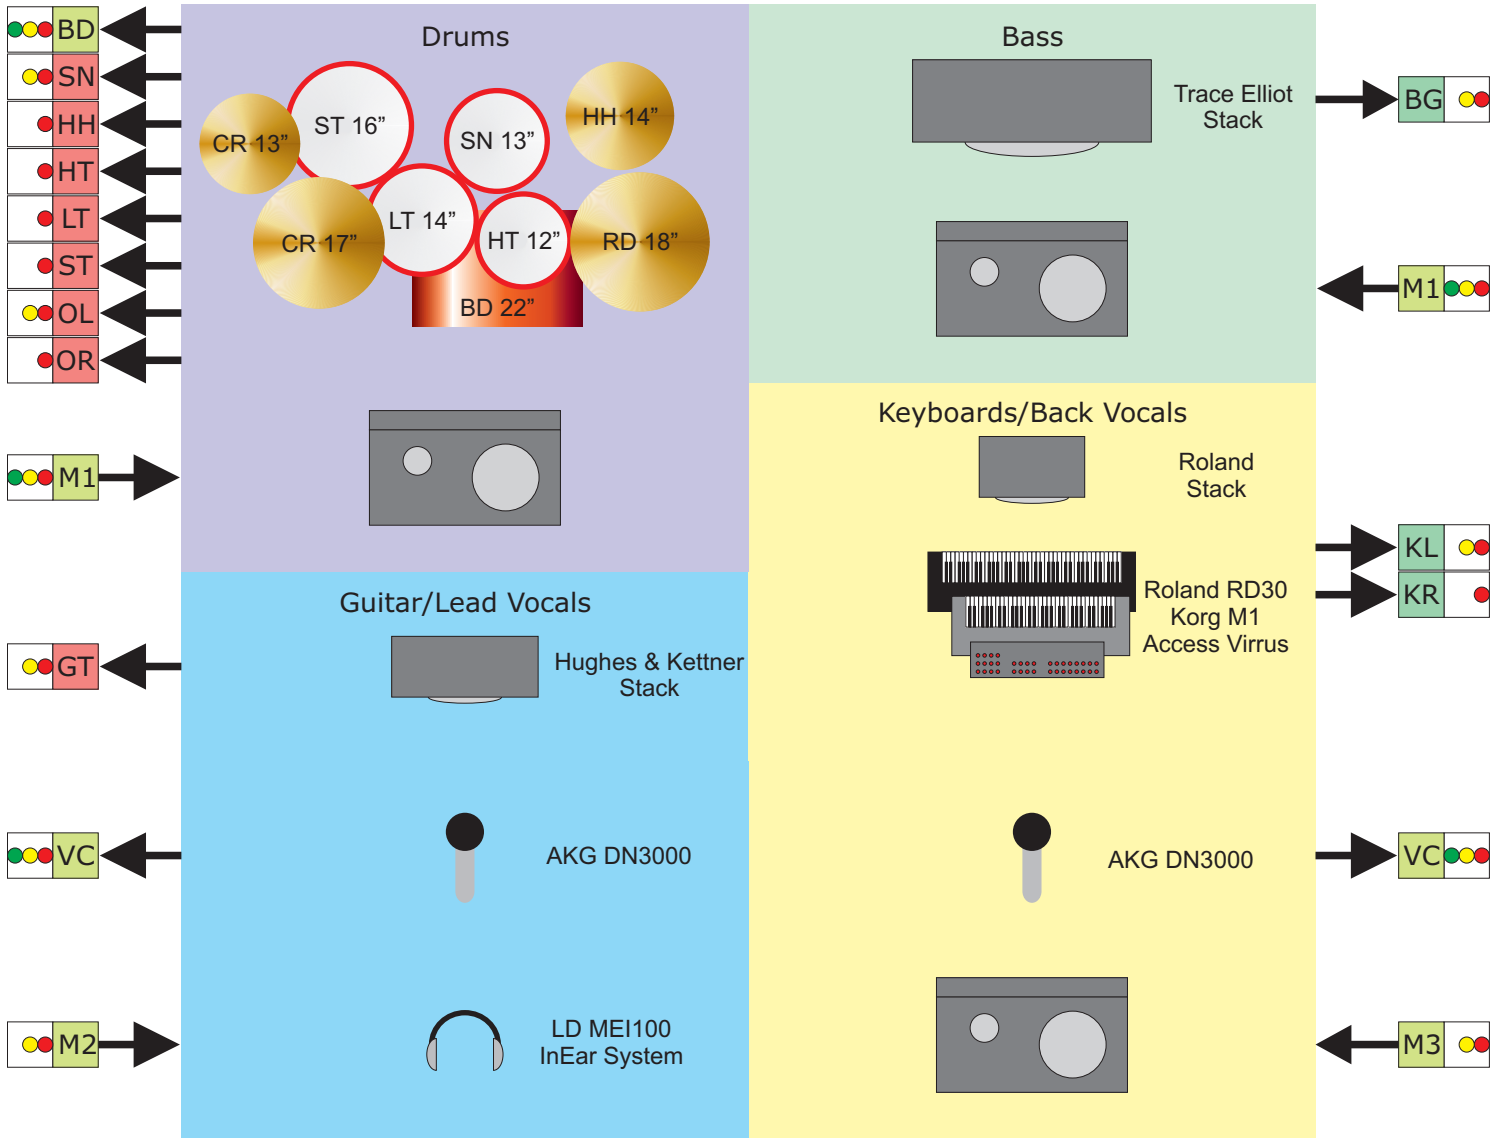 BD
SN
HH
HT
LT
ST
OL
OR
M1
GT
VC
M2
Drums
CR 13”
ST 16”
SN 13”
HH 14”
CR 17”
LT 14”
HT 12”
RD 18”
BD 22”
Bass
Trace Elliot
Stack
BG
M1
Guitar/Lead Vocals
Hughes & Kettner
Stack
AKG DN3000
LD MEI100
InEar System
Keyboards/Back Vocals
Roland
Stack
Roland RD30
Korg M1
Access Virrus
AKG DN3000
KL
KR
VC
M3